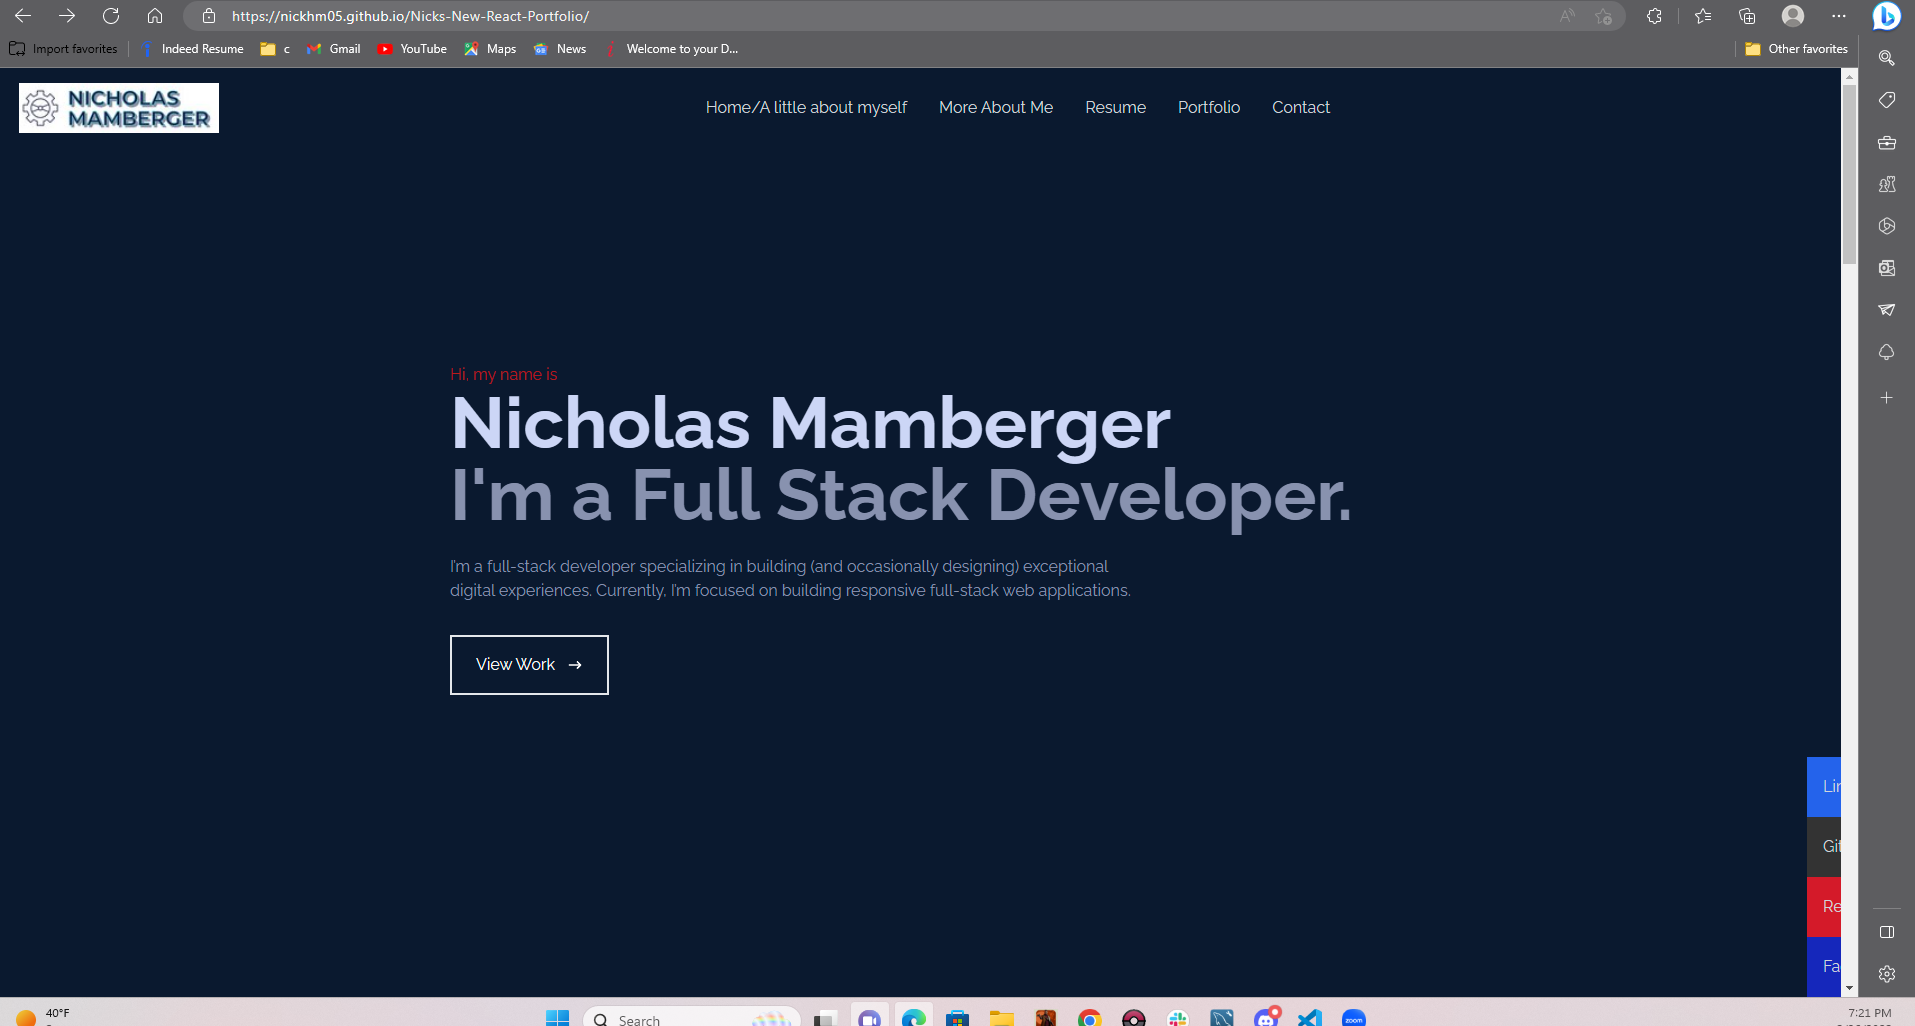 https://nickhm05.github.io/Nicks-New-React-Portfolio/
Import favorites
Indeed Resume
c
Gmail
YouTube
Maps
News
Welcome to your D...
Other favorites
NICHOLAS
MAMBERGER
Home/A little about myself
More About Me
Resume
Portfolio
Contact
Hi, my name is
Nicholas Mamberger
I'm a Full Stack Developer.
I'm a full-stack developer specializing in building (and occasionally designing) exceptional
digital experiences. Currently, I'm focused on building responsive full-stack web applications.
View Work →
Lin
Git
Re
Fa
40°F
Search
zoom
7:21 PM